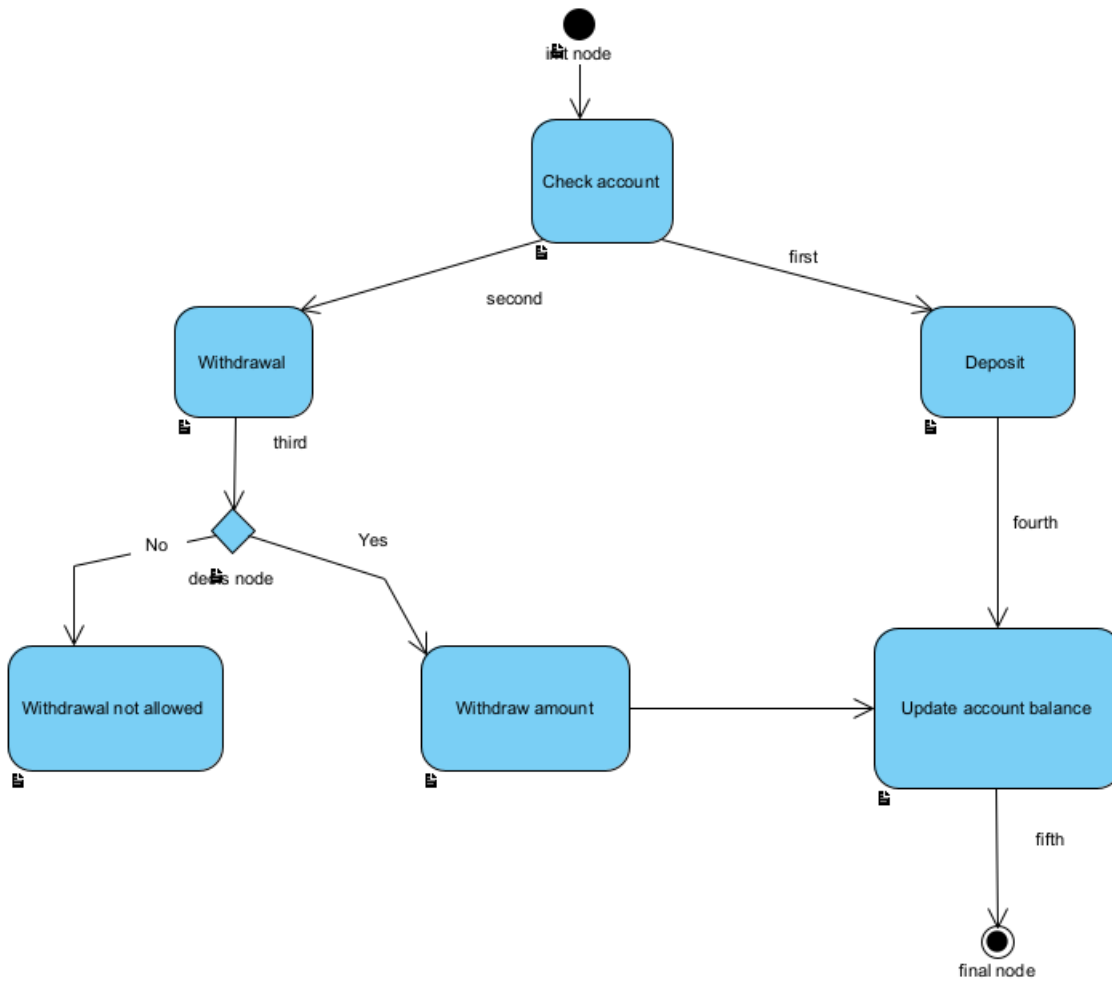 node
Check account
first
second
Withdrawal
Deposit
third
fourth
No
Yes
node
Withdrawal not allowed
Withdraw amount
Update account balance
fifth
final node